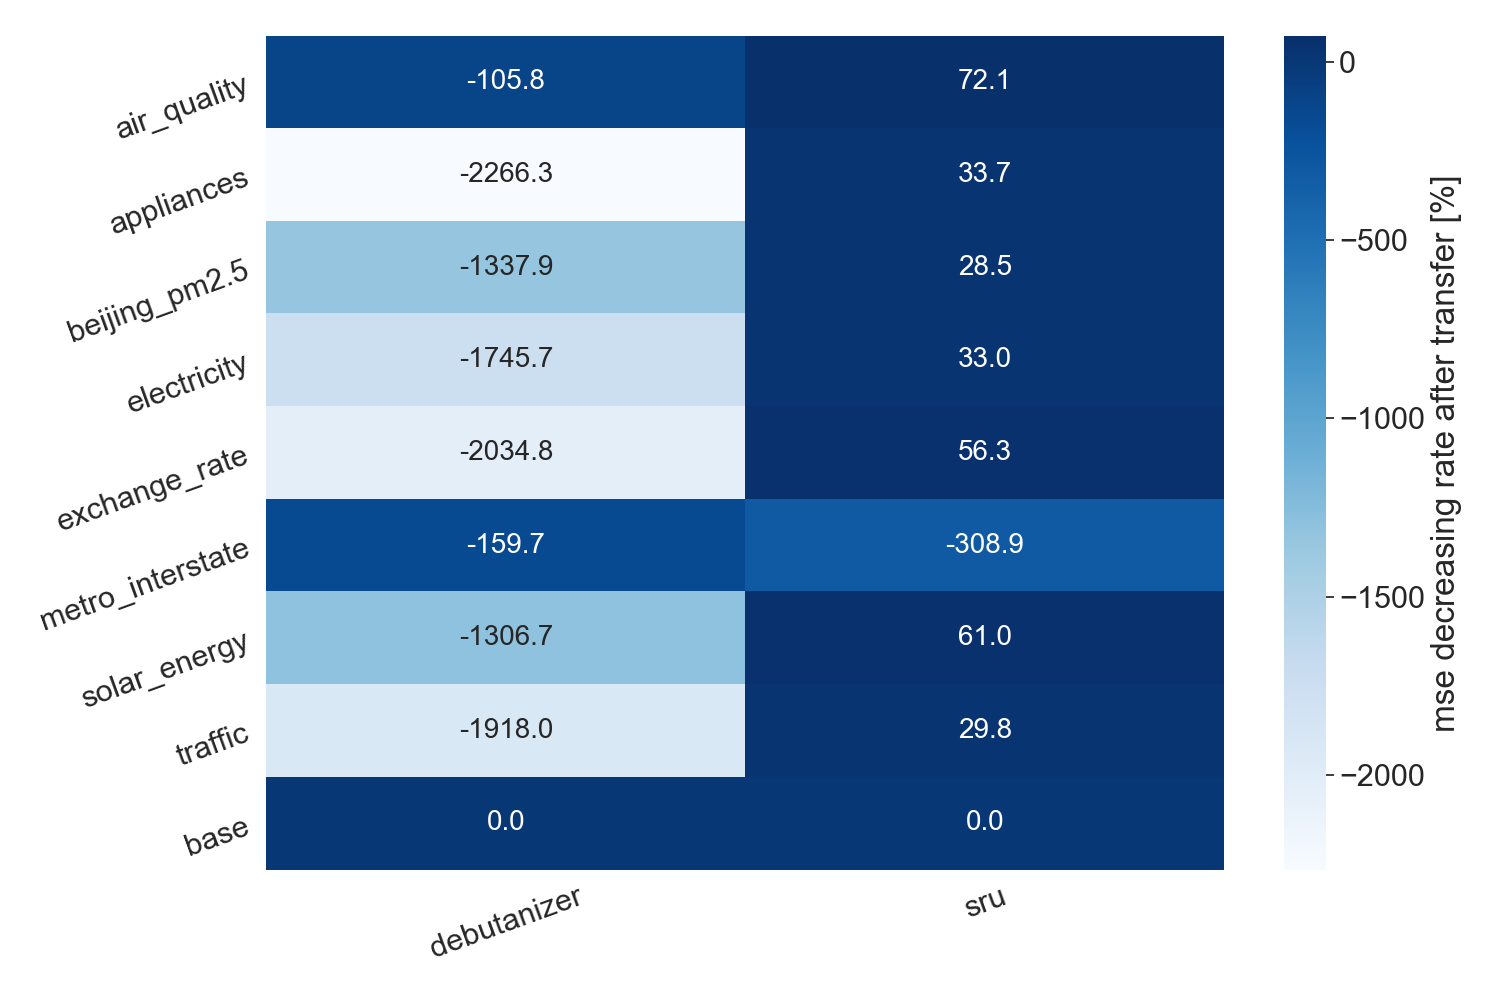 air_quality -105.8 72.1
appliances -2266.3 33.7
beijing_pm2.5 -1337.9 28.5
electricity -1745.7 33.0
exchange_rate -2034.8 56.3
metro_interstate -159.7 -308.9
solar_energy -1306.7 61.0
traffic -1918.0 29.8
base 0.0 0.0
debutanizer sru
0
−500
−1000
−1500
−2000
mse decreasing rate after transfer [%]